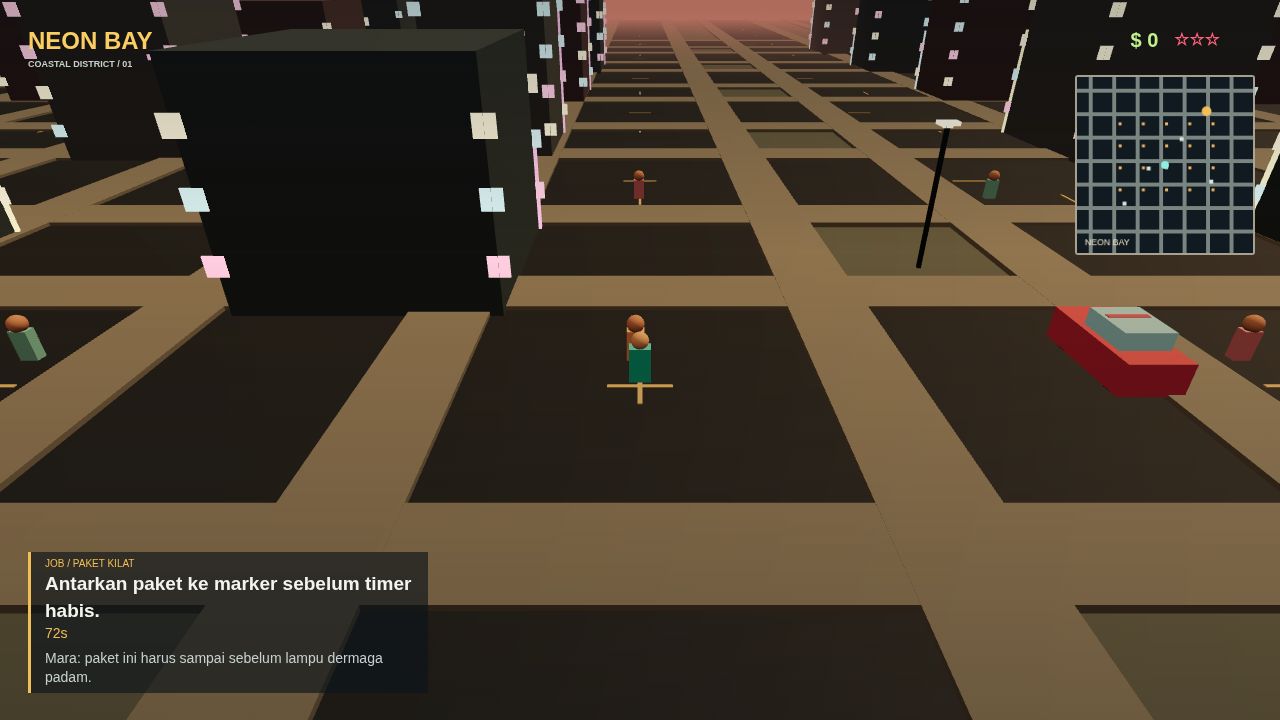 NEON BAY
COASTAL DISTRICT / 01
$ 0 ☆☆☆
NEON BAY
JOB / PAKET KILAT
Antarkan paket ke marker sebelum timer
habis.
72s
Mara: paket ini harus sampai sebelum lampu dermaga
padam.